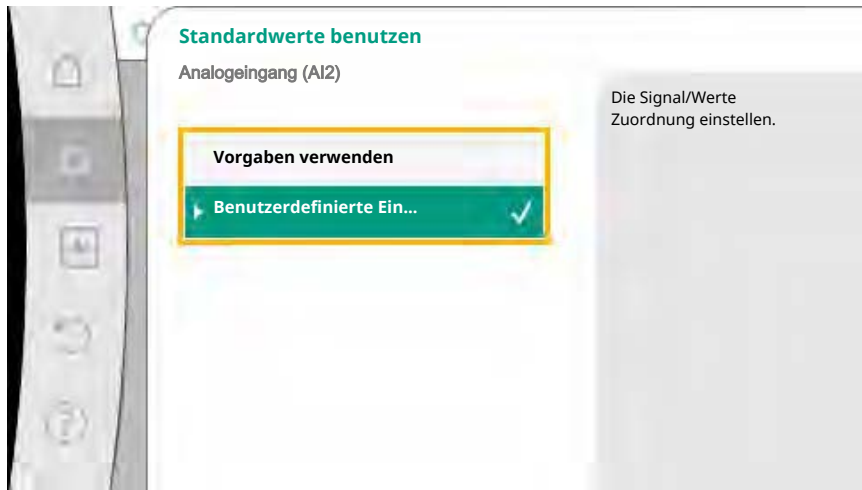 Standardwerte benutzen
Analogeingang (AI2)
Die Signal/Werte
Zuordnung einstellen.
Vorgaben verwenden
Benutzerdefinierte Ein...